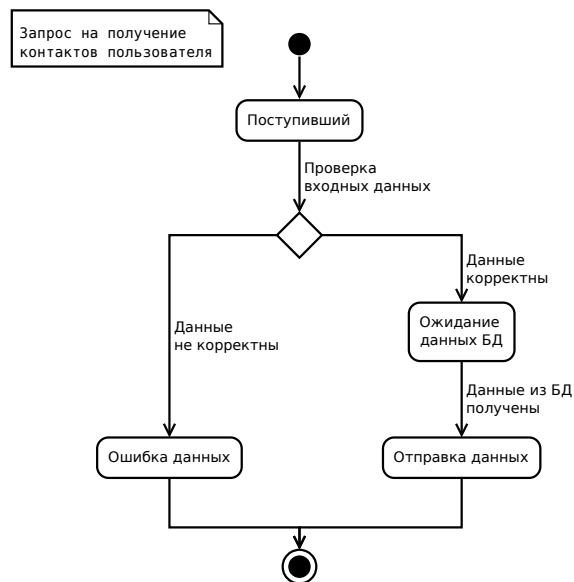 Запрос на получение
контактов пользователя
Поступивший
Проверка
входных данных
Данные
корректны
Ожидание
данных БД
Данные
не корректны
Данные из БД
получены
Ошибка данных
Отправка данных